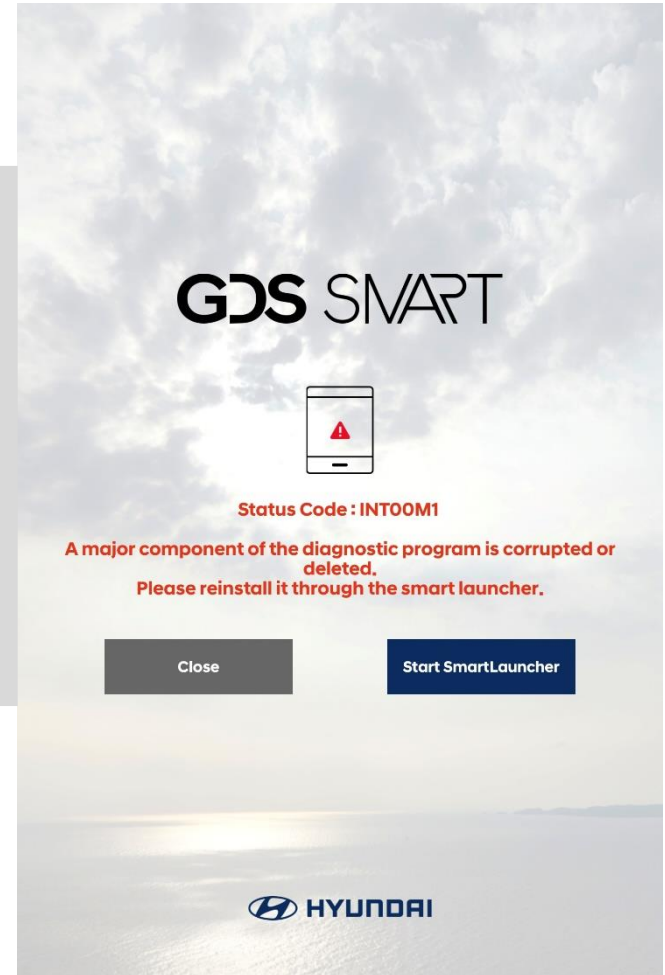 GDS SMART
Status Code : INT00M1
A major component of the diagnostic program is corrupted or
deleted.
Please reinstall it through the smart launcher.
Close
Start SmartLauncher
HYUNDAI